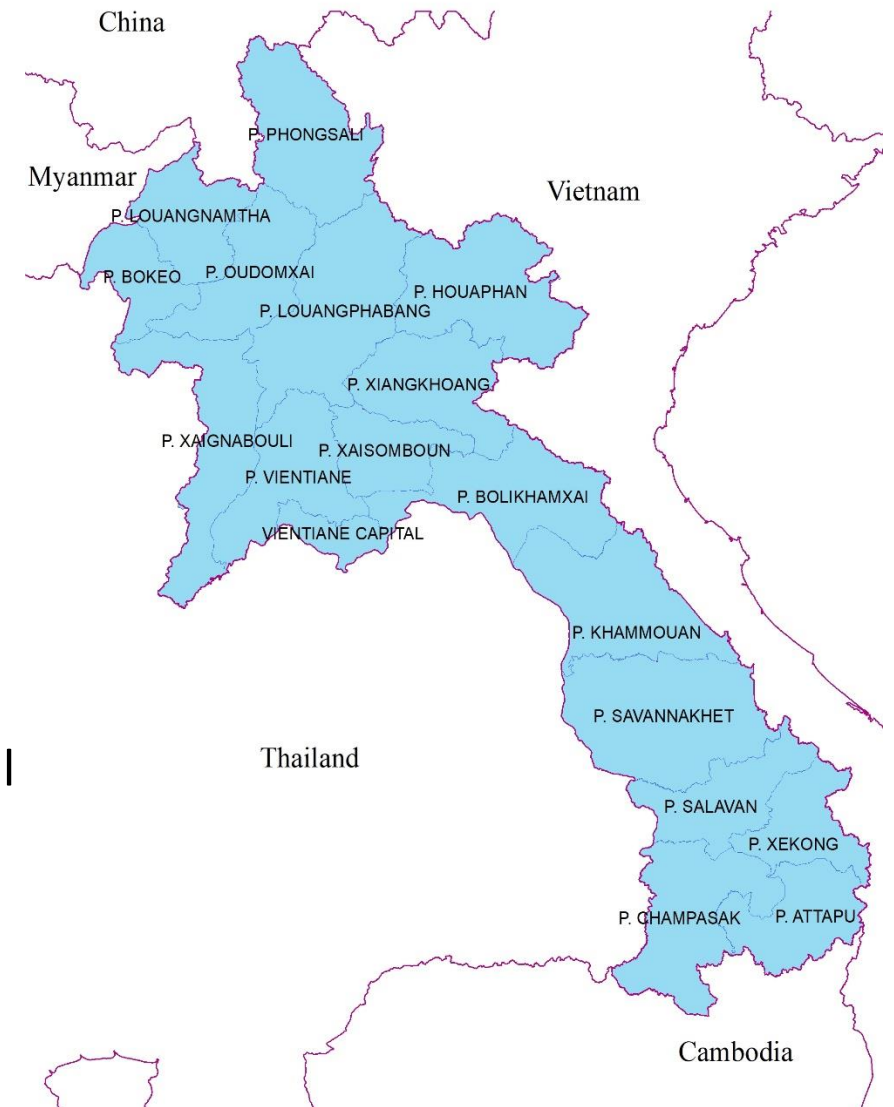 China
P. PHONGSALI
Myanmar
Vietnam
P. LOUANGNAMTHA
P. BOKEO
P. OUDOMXAI
P. HOUAPHAN
P. LOUANGPHABANG
P. XIANGKHOANG
P. XAIGNABOULI
P. XAISOMBOUN
P. VIENTIANE
P. BOLIKHAMXAI
VIENTIANE CAPITAL
P. KHAMMOUAN
P. SAVANNAKHET
Thailand
P. SALAVAN
P. XEKONG
P. CHAMPASAK
P. ATTAPU
Cambodia